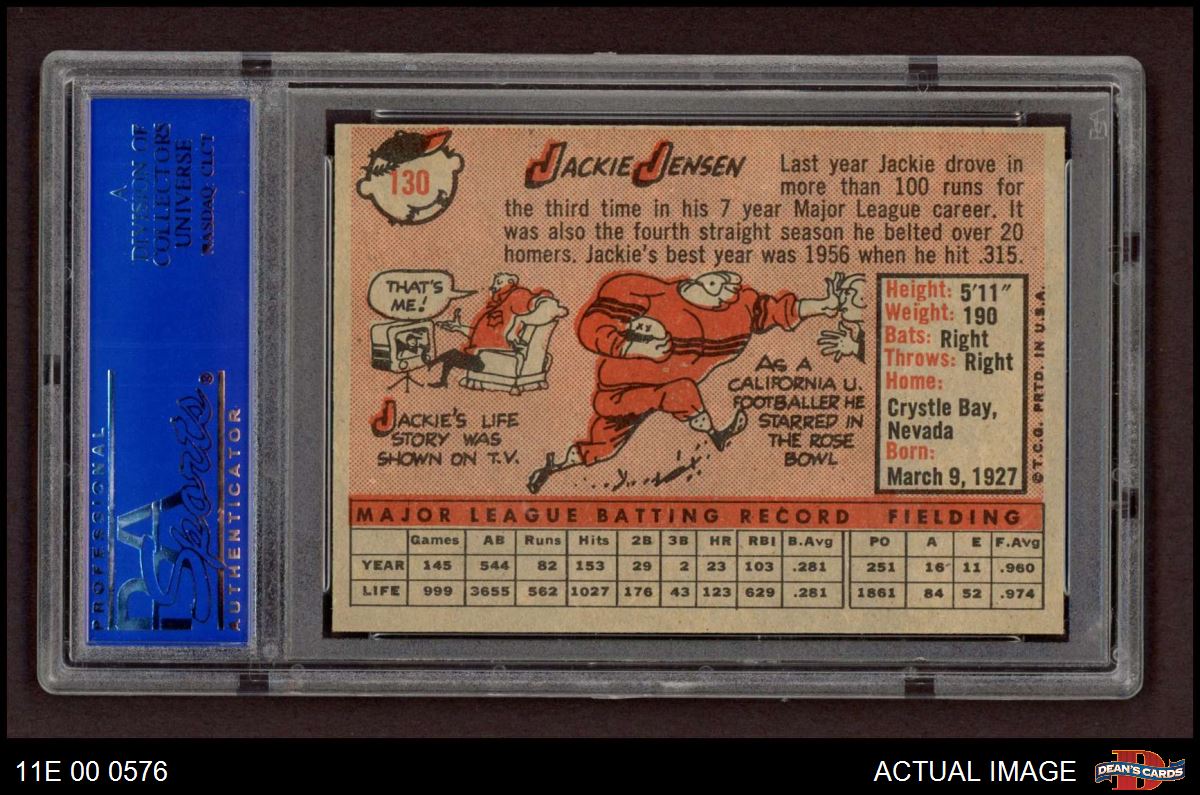 A
DIVISION OF
COLLECTORS
UNIVERSE
NASDAQ: CLCT
PROFESSIONAL
PSA
Sports®
AUTHENTICATOR
130
JACKIE JENSEN
Last year Jackie drove in
more than 100 runs for
the third time in his 7 year Major League career. It
was also the fourth straight season he belted over 20
homers. Jackie's best year was 1956 when he hit .315.
THAT'S
ME!
JACKIE'S LIFE
STORY WAS
SHOWN ON T.V.
AS A
CALIFORNIA U.
FOOTBALLER HE
STARRED IN
THE ROSE
BOWL
Height: 5'11"
Weight: 190
Bats: Right
Throws: Right
Home:
Crystle Bay,
Nevada
Born:
March 9, 1927
©T.C.G. PRTD. IN U.S.A.
MAJOR LEAGUE BATTING RECORD FIELDING
Games AB Runs Hits 2B 3B HR RBI B.Avg PO A E F.Avg
YEAR 145 544 82 153 29 2 23 103 .281 251 16 11 .960
LIFE 999 3655 562 1027 176 43 123 629 .281 1861 84 52 .974
11E 00 0576
ACTUAL IMAGE
D
DEAN'S CARDS